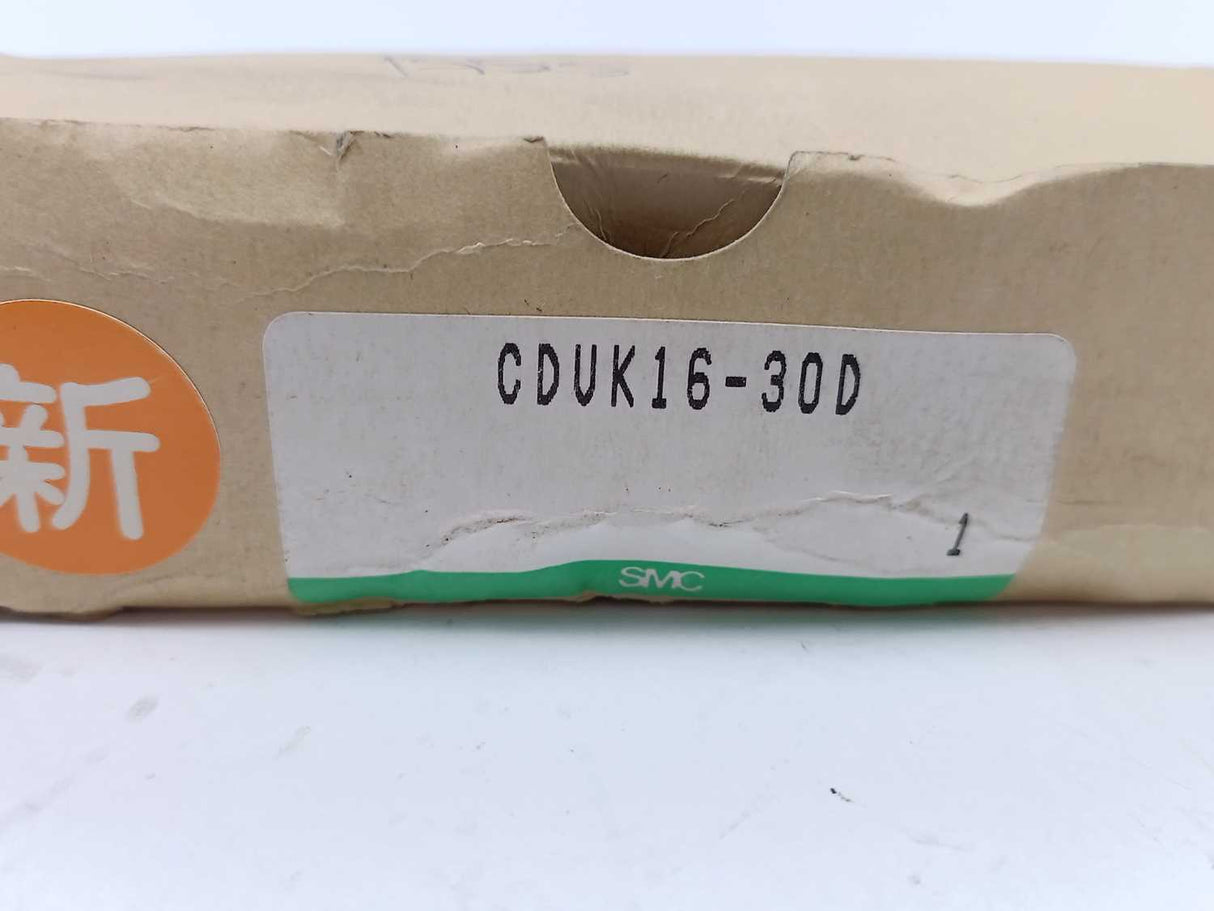 CDUK16-30D
新
1
SMC